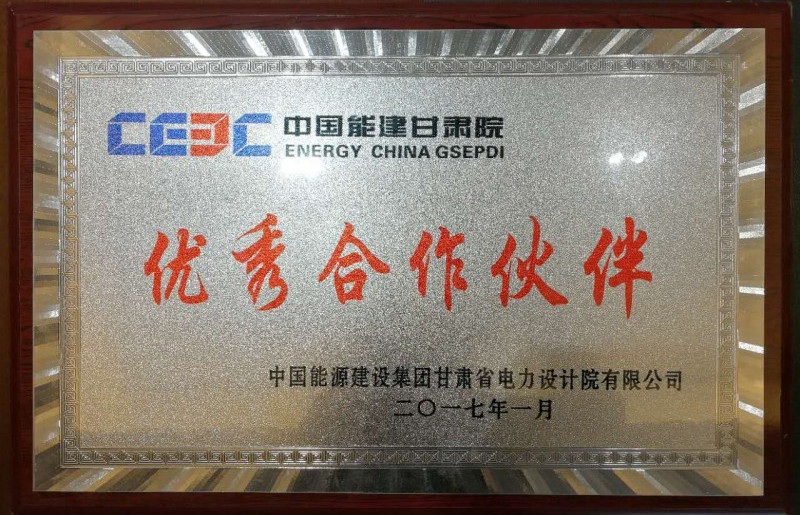 CEEC 中国能建甘肃院
ENERGY CHINA GSEPDI
优秀合作伙伴
中国能源建设集团甘肃省电力设计院有限公司
二〇一七年一月